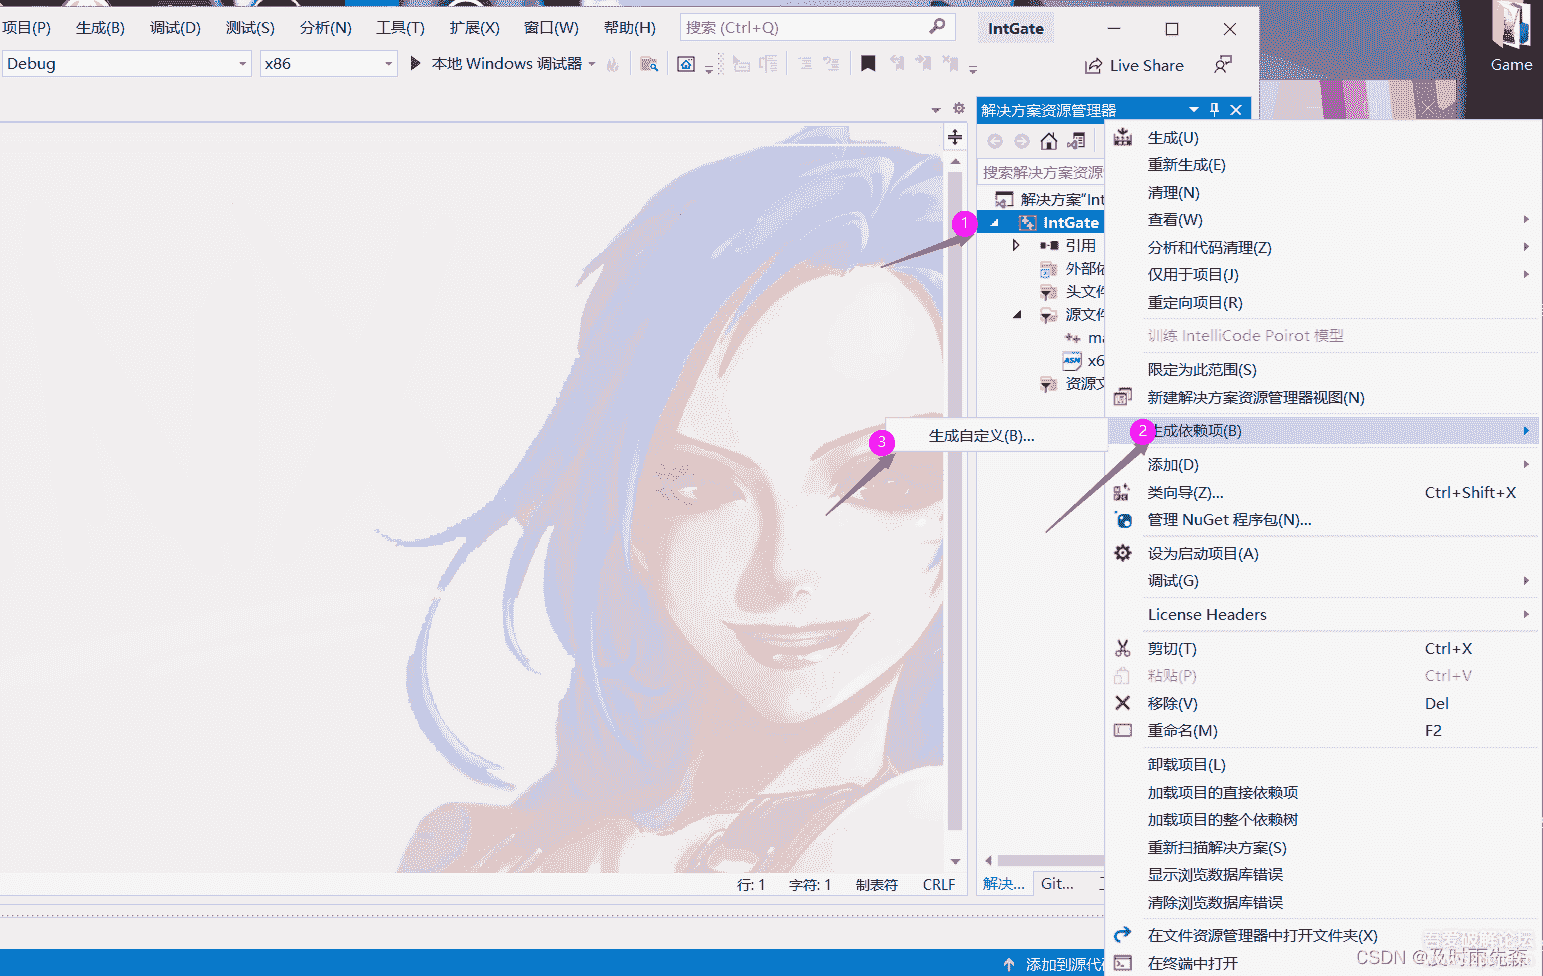 项目(P) 生成(B) 调试(D) 测试(S) 分析(N) 工具(T) 扩展(X) 窗口(W) 帮助(H) 搜索 (Ctrl+Q) IntGate
Debug x86 本地 Windows 调试器 Live Share
Game
解决方案资源管理器
搜索解决方案资源
解决方案"Int
IntGate
引用
外部依
头文件
源文件
ma
ASM x6
资源文
1
2
3
生成(U)
重新生成(E)
清理(N)
查看(W)
分析和代码清理(Z)
仅用于项目(J)
重定向项目(R)
训练 IntelliCode Poirot 模型
限定为此范围(S)
新建解决方案资源管理器视图(N)
生成依赖项(B)
生成自定义(B)...
添加(D)
类向导(Z)... Ctrl+Shift+X
管理 NuGet 程序包(N)...
设为启动项目(A)
调试(G)
License Headers
剪切(T) Ctrl+X
粘贴(P) Ctrl+V
移除(V) Del
重命名(M) F2
卸载项目(L)
加载项目的直接依赖项
加载项目的整个依赖树
重新扫描解决方案(S)
显示浏览数据库错误
清除浏览数据库错误
在文件资源管理器中打开文件夹(X)
在终端中打开
行: 1 字符: 1 制表符 CRLF
解决... Git...
添加到源代码
吾爱破解论坛
CSDN @及时雨先森